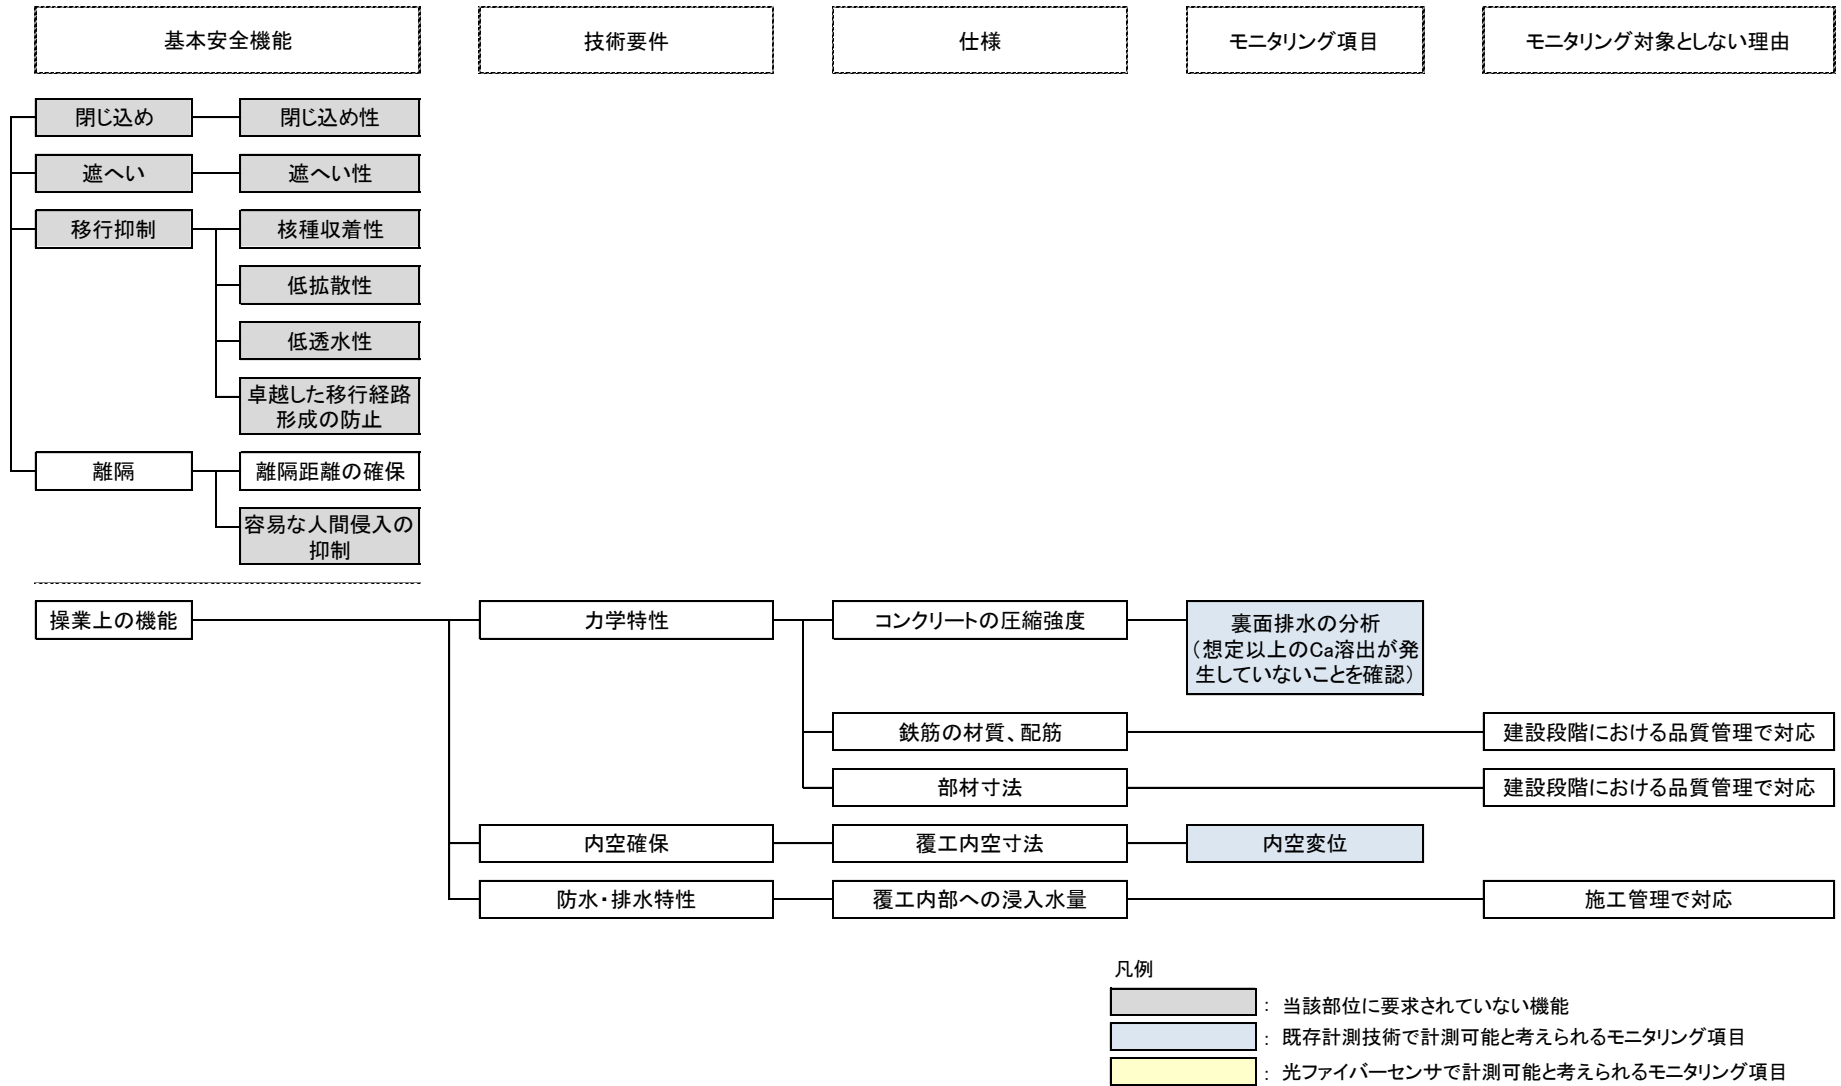 基本安全機能
技術要件
仕様
モニタリング項目
モニタリング対象としない理由
閉じ込め
閉じ込め性
遮へい
遮へい性
移行抑制
核種収着性
低拡散性
低透水性
卓越した移行経路
形成の防止
離隔
離隔距離の確保
容易な人間侵入の
抑制
操業上の機能
力学特性
コンクリートの圧縮強度
裏面排水の分析
（想定以上のCa溶出が発
生していないことを確認）
鉄筋の材質、配筋
建設段階における品質管理で対応
部材寸法
建設段階における品質管理で対応
内空確保
覆工内空寸法
内空変位
防水・排水特性
覆工内部への浸入水量
施工管理で対応
凡例
： 当該部位に要求されていない機能
： 既存計測技術で計測可能と考えられるモニタリング項目
： 光ファイバーセンサで計測可能と考えられるモニタリング項目